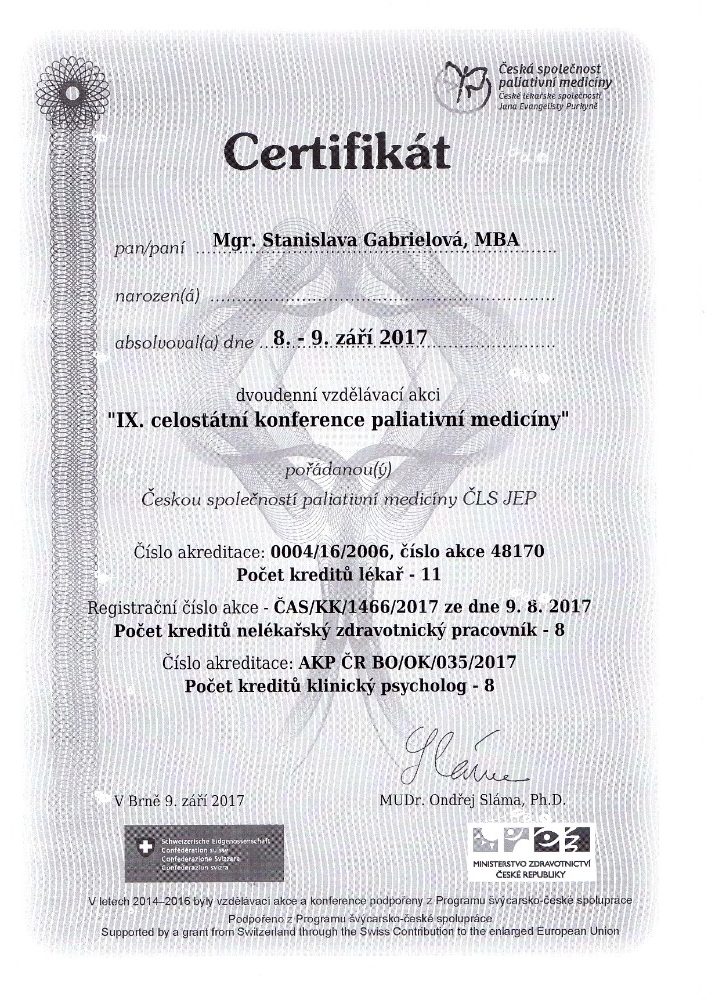 Česká společnost
paliativní medicíny
České lékařské společnosti
Jana Evangelisty Purkyně
Certifikát
pan/paní Mgr. Stanislava Gabrielová, MBA
narozen(á)
absolvoval(a) dne 8. - 9. září 2017
dvoudenní vzdělávací akci
"IX. celostátní konference paliativní medicíny"
pořádanou(ý)
Českou společností paliativní medicíny ČLS JEP
Číslo akreditace: 0004/16/2006, číslo akce 48170
Počet kreditů lékař - 11
Registrační číslo akce - ČAS/KK/1466/2017 ze dne 9. 8. 2017
Počet kreditů nelékařský zdravotnický pracovník - 8
Číslo akreditace: AKP ČR BO/OK/035/2017
Počet kreditů klinický psycholog - 8
Sláma
V Brně 9. září 2017
MUDr. Ondřej Sláma, Ph.D.
Schweizerische Eidgenossenschaft
Confédération suisse
Confederazione Svizzera
Confederaziun svizra
MINISTERSTVO ZDRAVOTNICTVÍ
ČESKÉ REPUBLIKY
V letech 2014–2016 byly vzdělávací akce a konference podpořeny z Programu švýcarsko-české spolupráce
Podpořeno z Programu švýcarsko-české spolupráce
Supported by a grant from Switzerland through the Swiss Contribution to the enlarged European Union